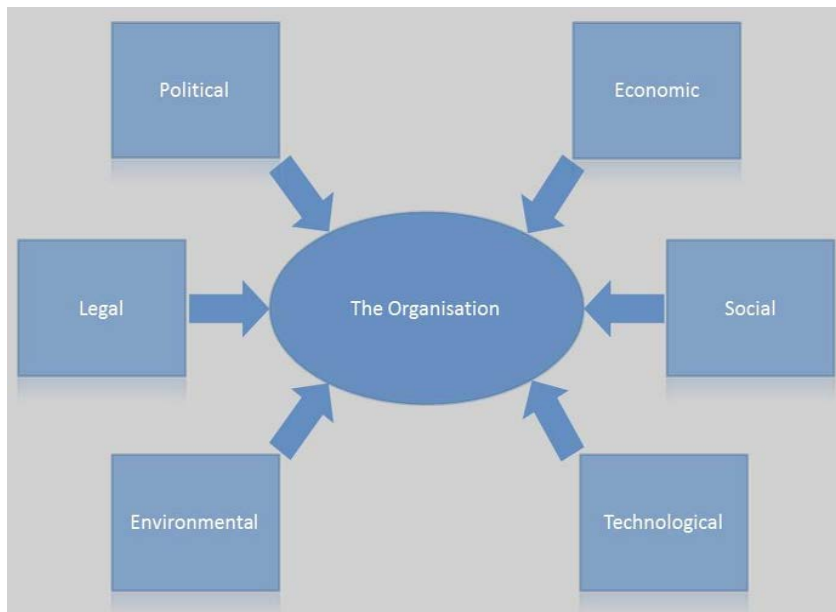 Political
Economic
Legal
The Organisation
Social
Environmental
Technological